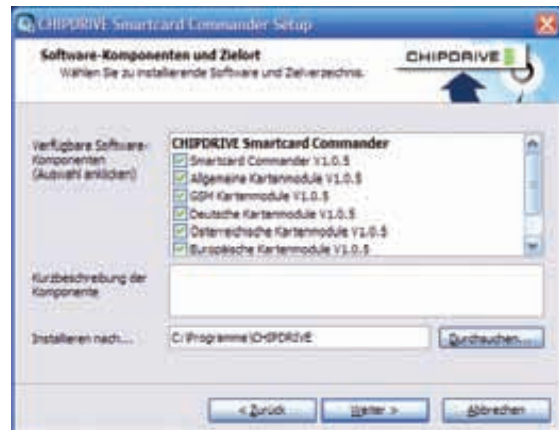 CHIPDRIVE Smartcard Commander Setup
Software-Komponenten und Zielort
Wählen Sie zu installierende Software und Zielverzeichnis.
CHIPDRIVE
Verfügbare Software-
Komponenten
(Auswahl anklicken)
CHIPDRIVE Smartcard Commander
Smartcard Commander V1.0.5
Allgemeine Kartenmodule V1.0.5
GSM Kartenmodule V1.0.5
Deutsche Kartenmodule V1.0.5
Österreichische Kartenmodule V1.0.5
Europäische Kartenmodule V1.0.5
Kurzbeschreibung der
Komponente
Installieren nach...
C:\Programme\CHIPDRIVE
Durchsuchen...
< Zurück
Weiter >
Abbrechen